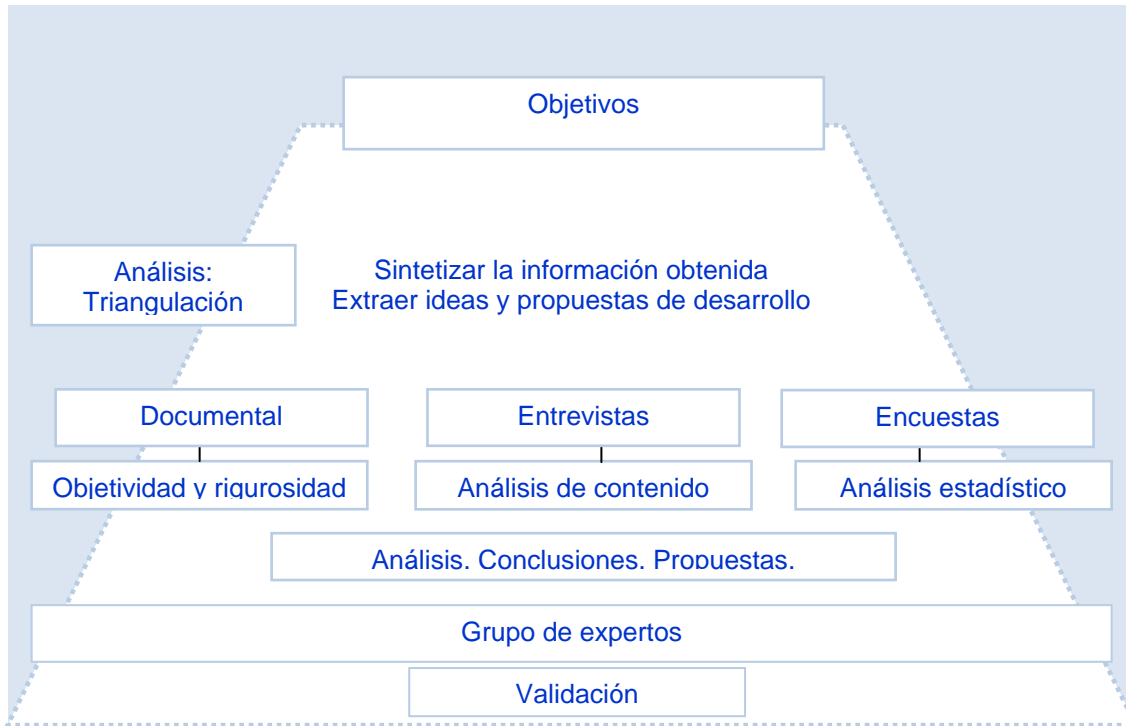 Objetivos
Análisis:
Triangulación
Sintetizar la información obtenida
Extraer ideas y propuestas de desarrollo
Documental
Entrevistas
Encuestas
Objetividad y rigurosidad
Análisis de contenido
Análisis estadístico
Análisis. Conclusiones. Propuestas.
Grupo de expertos
Validación